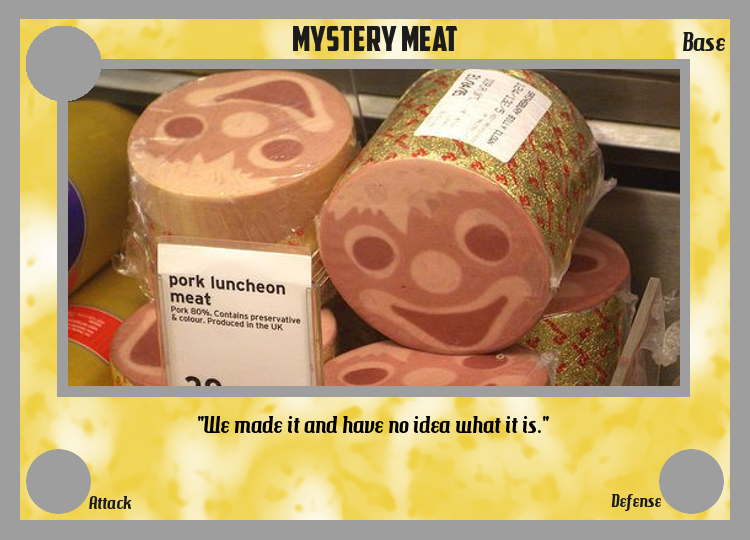 MYSTERY MEAT
Base
pork luncheon
meat
Pork 80%. Contains preservative
& colour. Produced in the UK
"We made it and have no idea what it is."
Attack
Defense